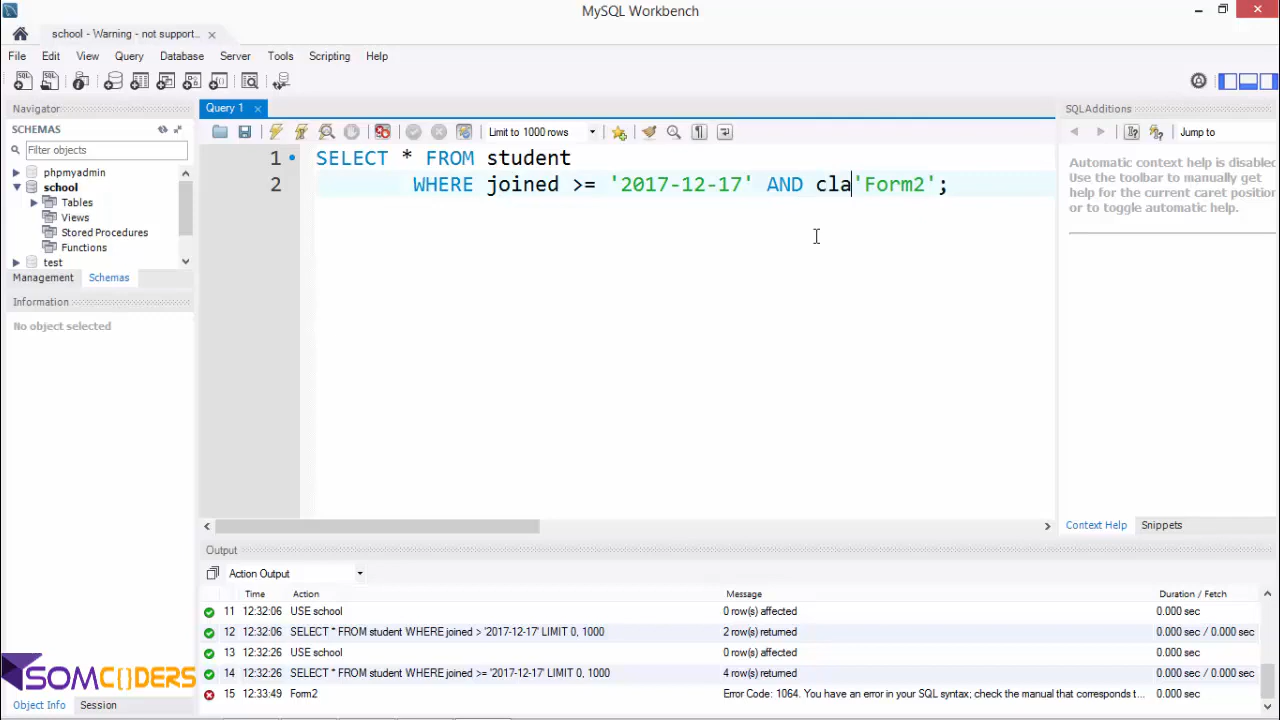 MySQL Workbench
school - Warning - not support..
File Edit View Query Database Server Tools Scripting Help
Navigator
SCHEMAS
Filter objects
phpmyadmin
school
Tables
Views
Stored Procedures
Functions
test
Management Schemas
Information
No object selected
Query 1
Limit to 1000 rows
1 SELECT * FROM student
2 WHERE joined >= '2017-12-17' AND cla'Form2';
SQLAdditions
Jump to
Automatic context help is disable
Use the toolbar to manually get
help for the current caret position
or to toggle automatic help.
Context Help Snippets
Output
Action Output
Time Action Message Duration / Fetch
11 12:32:06 USE school 0 row(s) affected 0.000 sec
12 12:32:06 SELECT * FROM student WHERE joined > '2017-12-17' LIMIT 0, 1000 2 row(s) returned 0.000 sec / 0.000 sec
13 12:32:26 USE school 0 row(s) affected 0.000 sec
14 12:32:26 SELECT * FROM student WHERE joined >= '2017-12-17' LIMIT 0, 1000 4 row(s) returned 0.000 sec / 0.000 sec
15 12:33:49 Form2 Error Code: 1064. You have an error in your SQL syntax; check the manual that corresponds t... 0.000 sec
SOMC{}DERS
Object Info Session